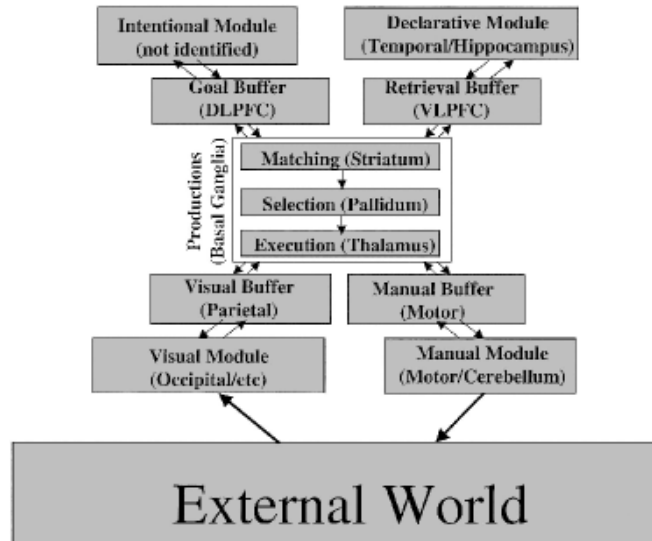 Intentional Module
(not identified)
Declarative Module
(Temporal/Hippocampus)
Goal Buffer
(DLPFC)
Retrieval Buffer
(VLPFC)
Productions
(Basal Ganglia)
Matching (Striatum)
Selection (Pallidum)
Execution (Thalamus)
Visual Buffer
(Parietal)
Manual Buffer
(Motor)
Visual Module
(Occipital/etc)
Manual Module
(Motor/Cerebellum)
External World